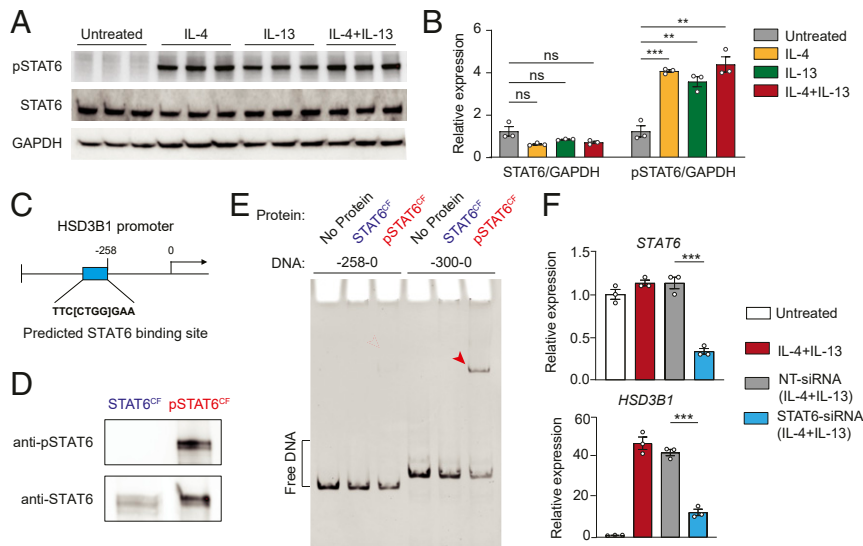 A
Untreated IL-4 IL-13 IL-4+IL-13
pSTAT6
STAT6
GAPDH
B
Relative expression
6
4
2
0
ns
ns
ns
***
**
**
STAT6/GAPDH pSTAT6/GAPDH
Untreated
IL-4
IL-13
IL-4+IL-13
C
HSD3B1 promoter
-258 0
TTC[CTGG]GAA
Predicted STAT6 binding site
D
STAT6CF pSTAT6CF
anti-pSTAT6
anti-STAT6
E
Protein: No Protein STAT6CF pSTAT6CF No Protein STAT6CF pSTAT6CF
DNA: -258-0 -300-0
Free DNA
F
STAT6
Relative expression
1.5
1.0
0.5
0.0
***
HSD3B1
Relative expression
60
40
20
0
***
Untreated
IL-4+IL-13
NT-siRNA
(IL-4+IL-13)
STAT6-siRNA
(IL-4+IL-13)